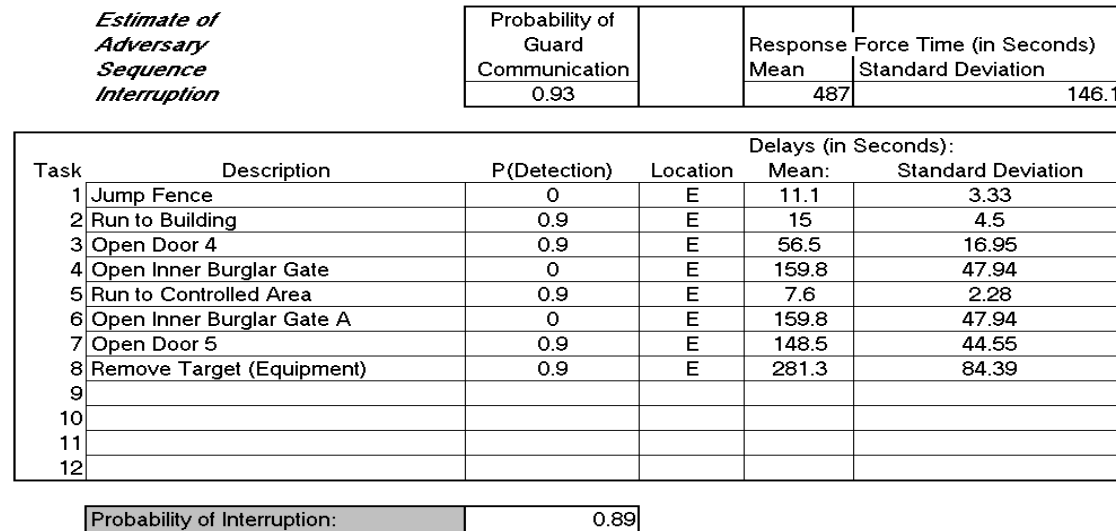 Estimate of Adversary Sequence Interruption
Probability of Guard Communication
0.93
Response Force Time (in Seconds)
Mean Standard Deviation
487 146.1
Delays (in Seconds):
Task Description P(Detection) Location Mean: Standard Deviation
1 Jump Fence 0 E 11.1 3.33
2 Run to Building 0.9 E 15 4.5
3 Open Door 4 0.9 E 56.5 16.95
4 Open Inner Burglar Gate 0 E 159.8 47.94
5 Run to Controlled Area 0.9 E 7.6 2.28
6 Open Inner Burglar Gate A 0 E 159.8 47.94
7 Open Door 5 0.9 E 148.5 44.55
8 Remove Target (Equipment) 0.9 E 281.3 84.39
9
10
11
12
Probability of Interruption: 0.89